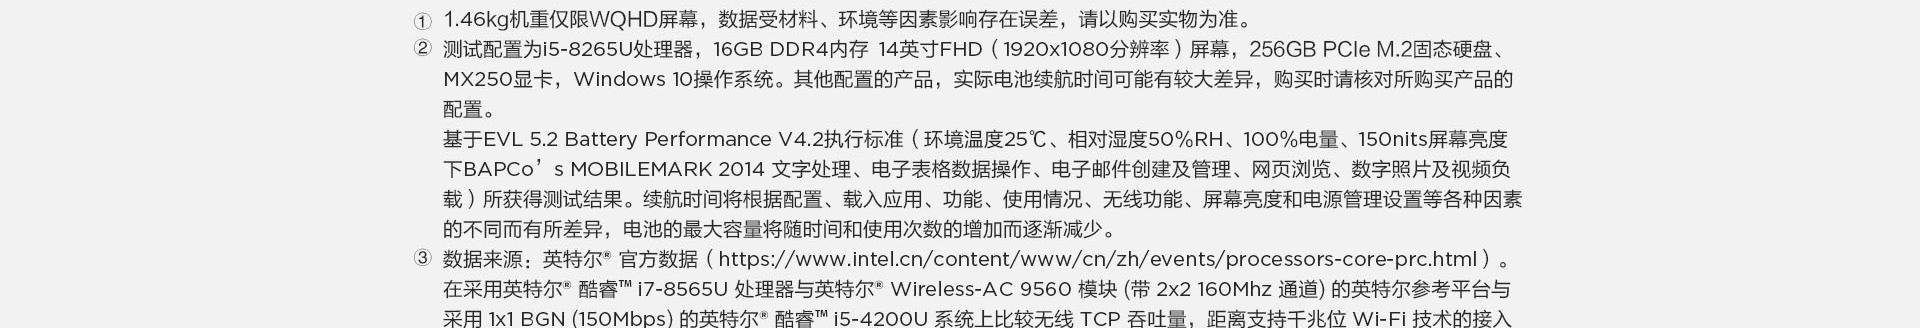 ① 1.46kg机重仅限WQHD屏幕，数据受材料、环境等因素影响存在误差，请以购买实物为准。
② 测试配置为i5-8265U处理器，16GB DDR4内存 14英寸FHD（1920x1080分辨率）屏幕，256GB PCIe M.2固态硬盘、
MX250显卡，Windows 10操作系统。其他配置的产品，实际电池续航时间可能有较大差异，购买时请核对所购买产品的
配置。
基于EVL 5.2 Battery Performance V4.2执行标准（环境温度25℃、相对湿度50%RH、100%电量、150nits屏幕亮度
下BAPCo’s MOBILEMARK 2014 文字处理、电子表格数据操作、电子邮件创建及管理、网页浏览、数字照片及视频负
载）所获得测试结果。续航时间将根据配置、载入应用、功能、使用情况、无线功能、屏幕亮度和电源管理设置等各种因素
的不同而有所差异，电池的最大容量将随时间和使用次数的增加而逐渐减少。
③ 数据来源：英特尔® 官方数据（https://www.intel.cn/content/www/cn/zh/events/processors-core-prc.html）。
在采用英特尔® 酷睿™ i7-8565U 处理器与英特尔® Wireless-AC 9560 模块 (带 2x2 160Mhz 通道) 的英特尔参考平台与
采用 1x1 BGN (150Mbps) 的英特尔® 酷睿™ i5-4200U 系统上比较无线 TCP 吞吐量，距离支持千兆位 Wi-Fi 技术的接入